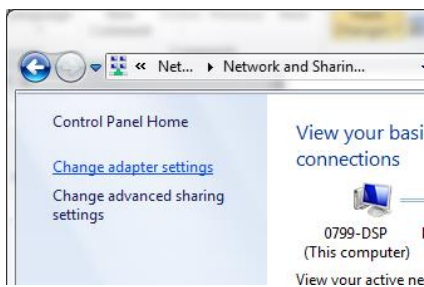 « Net... ▸ Network and Sharin...
Control Panel Home
View your basi
connections
Change adapter settings
Change advanced sharing
settings
0799-DSP
(This computer)
View your active ne